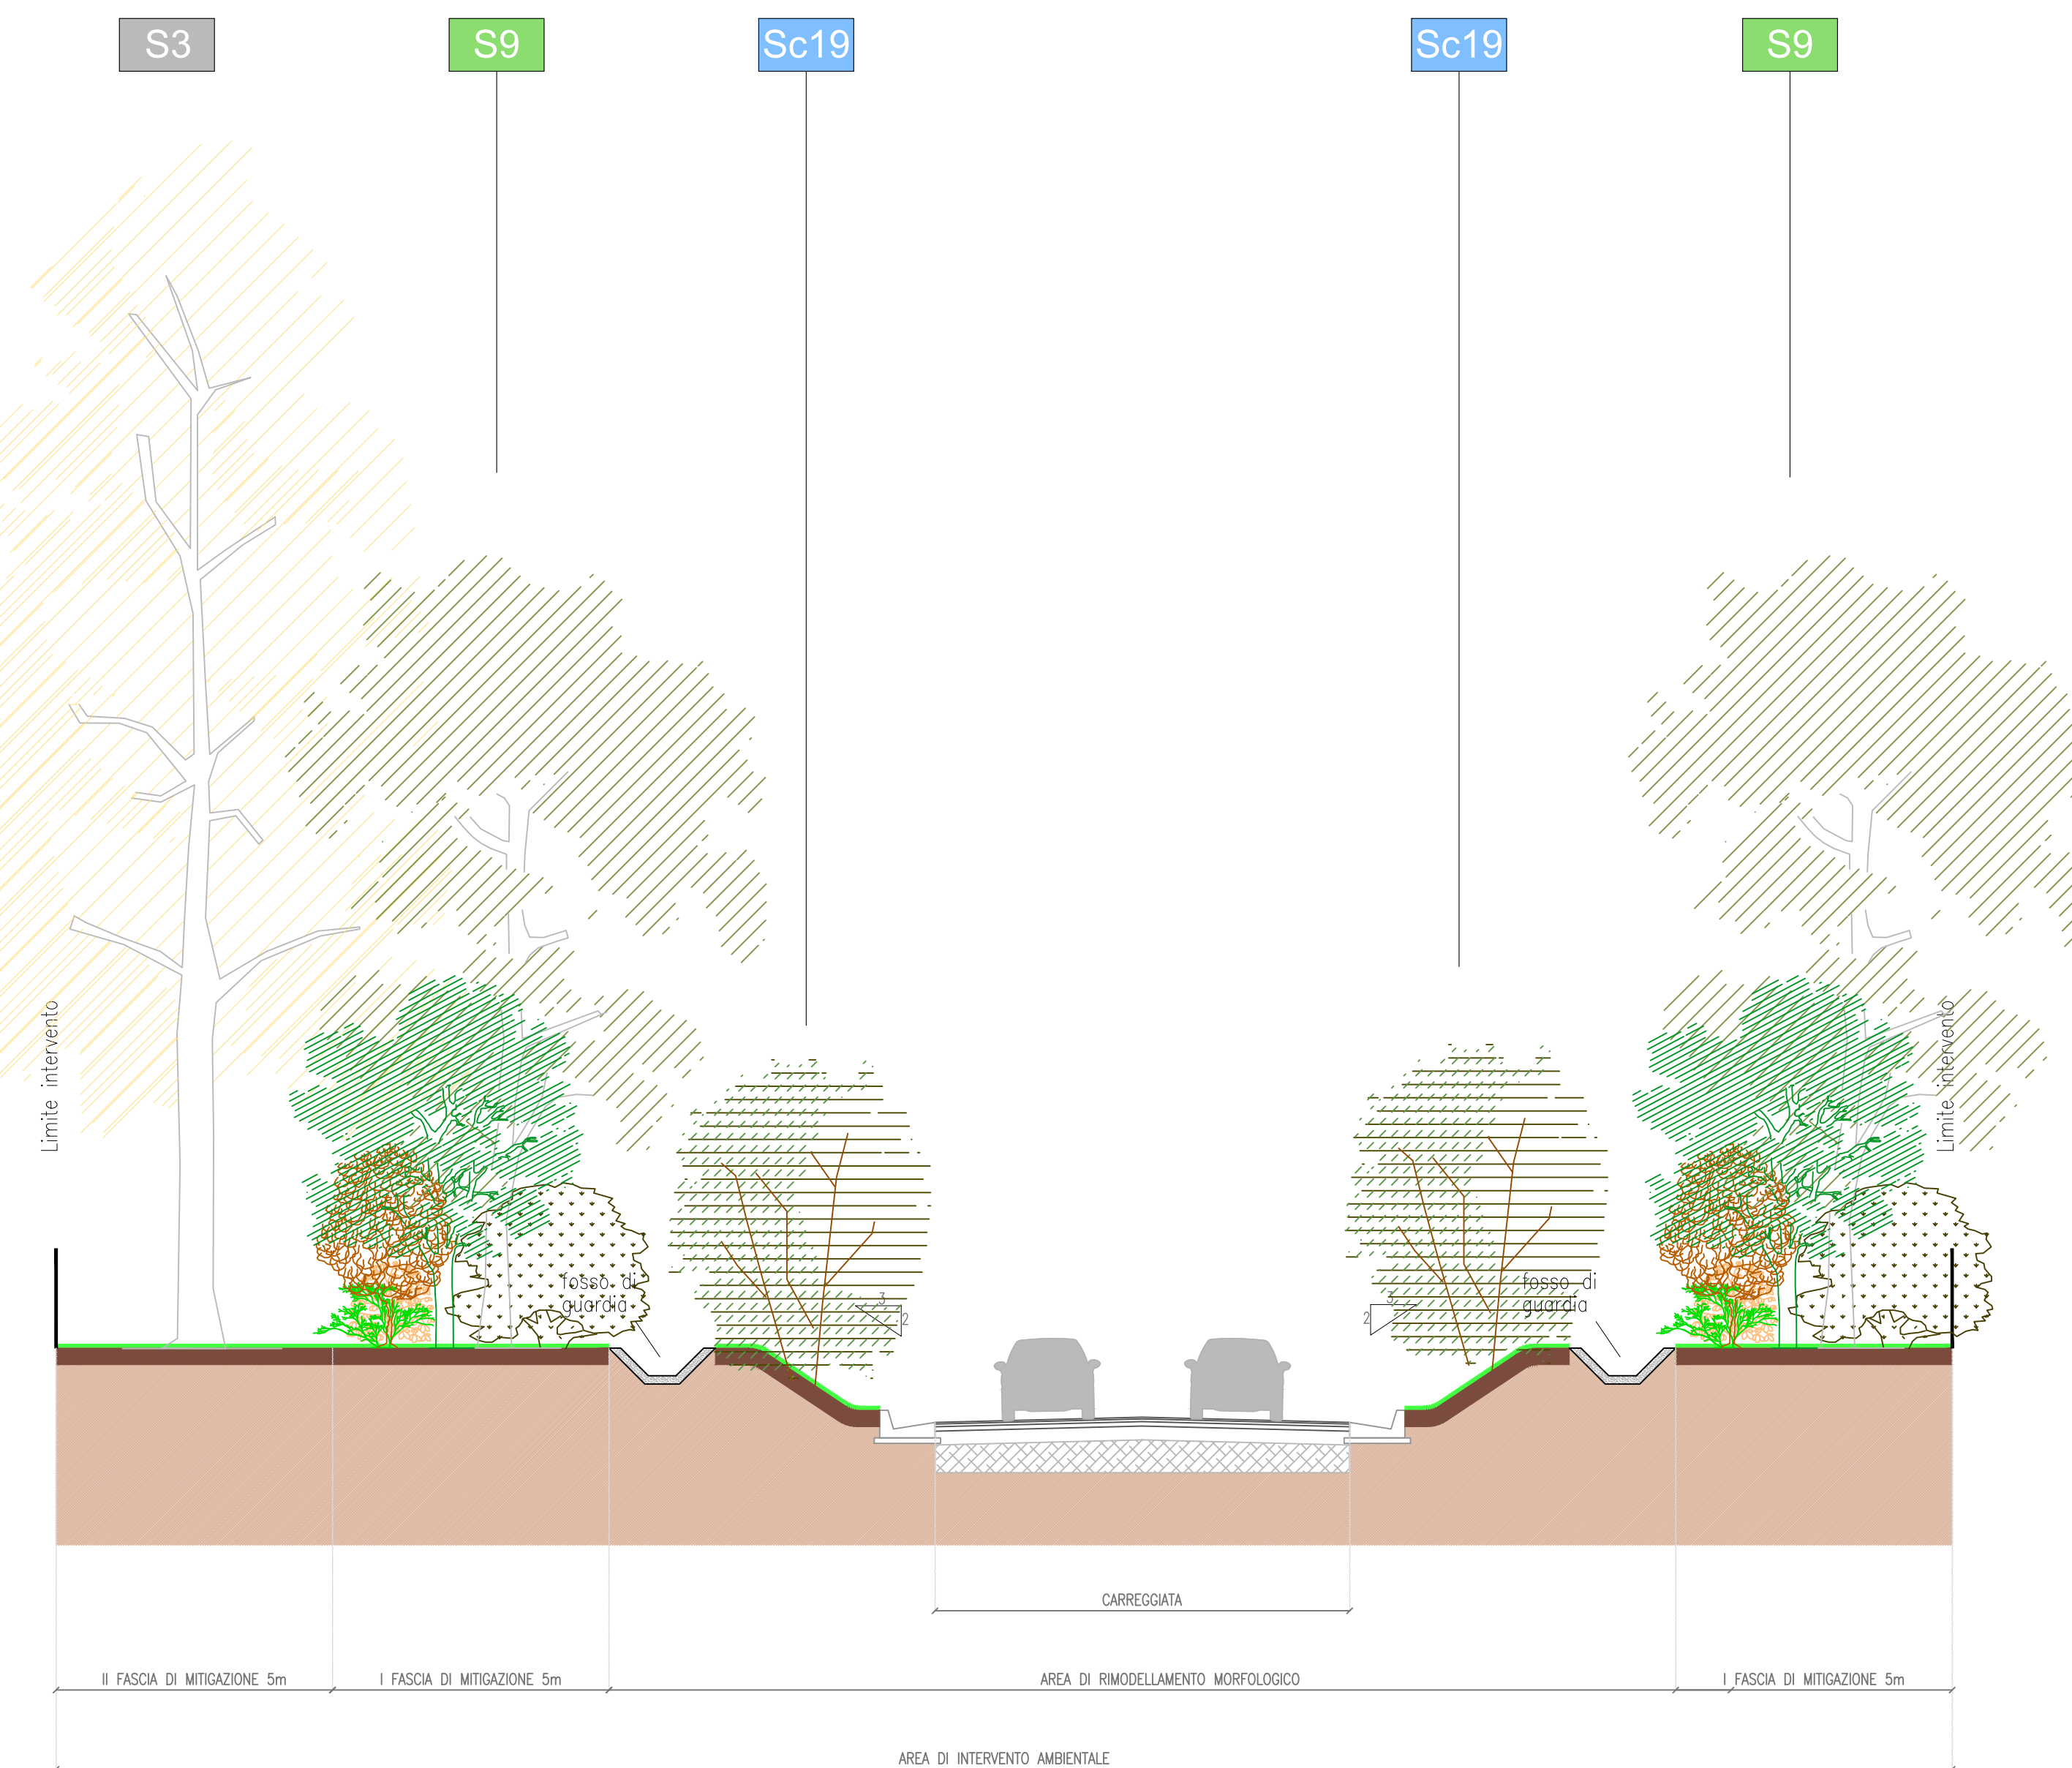 S3
S9
Sc19
Sc19
S9
Limite intervento
Limite intervento
fosso di
guardia
3
2
fosso di
guardia
3
2
CARREGGIATA
II FASCIA DI MITIGAZIONE 5m
I FASCIA DI MITIGAZIONE 5m
AREA DI RIMODELLAMENTO MORFOLOGICO
I FASCIA DI MITIGAZIONE 5m
AREA DI INTERVENTO AMBIENTALE